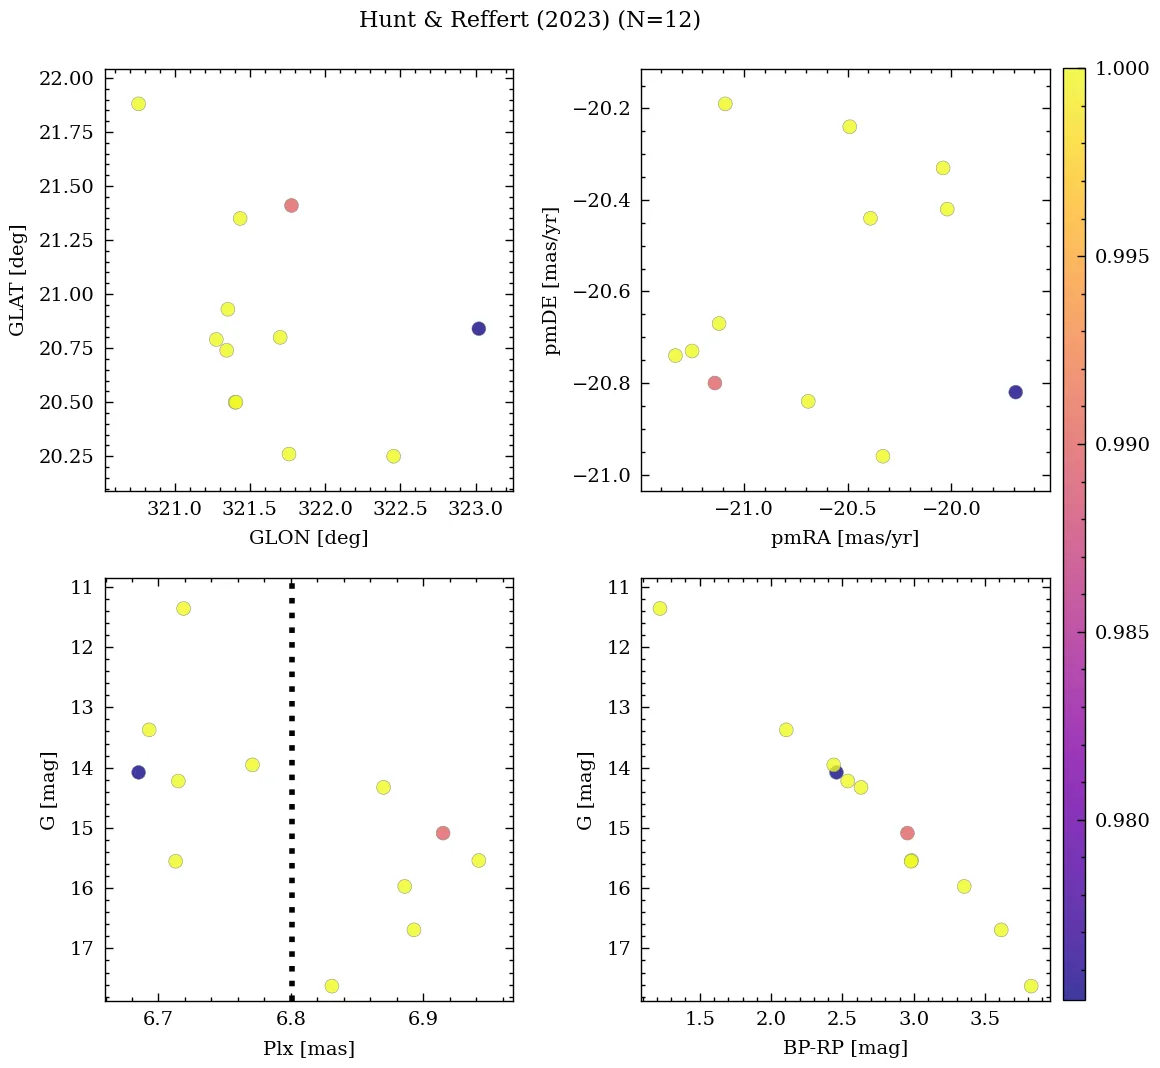 Hunt & Reffert (2023) (N=12)
22.00
21.75
21.50
21.25
21.00
20.75
20.50
20.25
GLAT [deg]
321.0 321.5 322.0 322.5 323.0
GLON [deg]
−20.2
−20.4
−20.6
−20.8
−21.0
pmDE [mas/yr]
−21.0 −20.5 −20.0
pmRA [mas/yr]
11
12
13
14
15
16
17
G [mag]
6.7 6.8 6.9
Plx [mas]
11
12
13
14
15
16
17
G [mag]
1.5 2.0 2.5 3.0 3.5
BP-RP [mag]
1.000
0.995
0.990
0.985
0.980